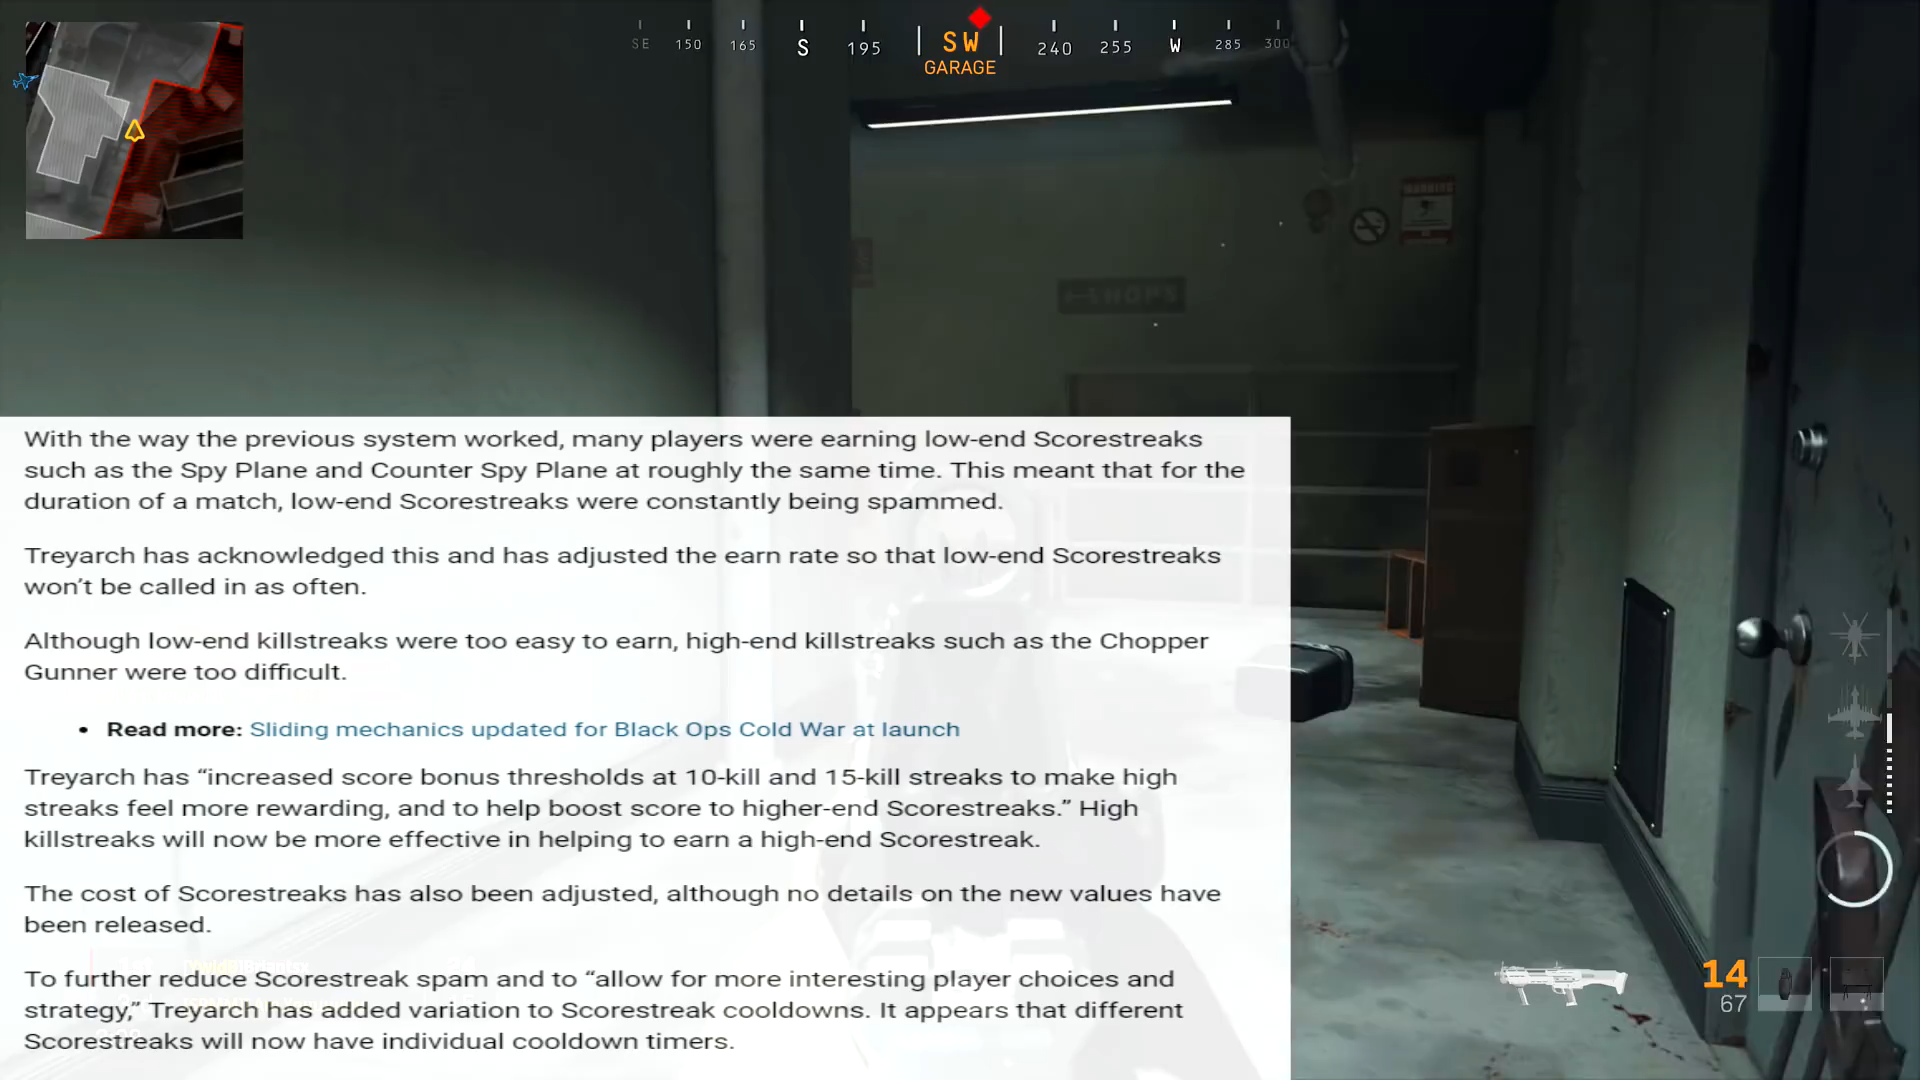 SE 150 165 S 195 SW 240 255 W 285 300
GARAGE
WARNING
←SHOPS
With the way the previous system worked, many players were earning low-end Scorestreaks
such as the Spy Plane and Counter Spy Plane at roughly the same time. This meant that for the
duration of a match, low-end Scorestreaks were constantly being spammed.
Treyarch has acknowledged this and has adjusted the earn rate so that low-end Scorestreaks
won’t be called in as often.
Although low-end killstreaks were too easy to earn, high-end killstreaks such as the Chopper
Gunner were too difficult.
• Read more: Sliding mechanics updated for Black Ops Cold War at launch
Treyarch has “increased score bonus thresholds at 10-kill and 15-kill streaks to make high
streaks feel more rewarding, and to help boost score to higher-end Scorestreaks.” High
killstreaks will now be more effective in helping to earn a high-end Scorestreak.
The cost of Scorestreaks has also been adjusted, although no details on the new values have
been released.
To further reduce Scorestreak spam and to “allow for more interesting player choices and
strategy,” Treyarch has added variation to Scorestreak cooldowns. It appears that different
Scorestreaks will now have individual cooldown timers.
14
67